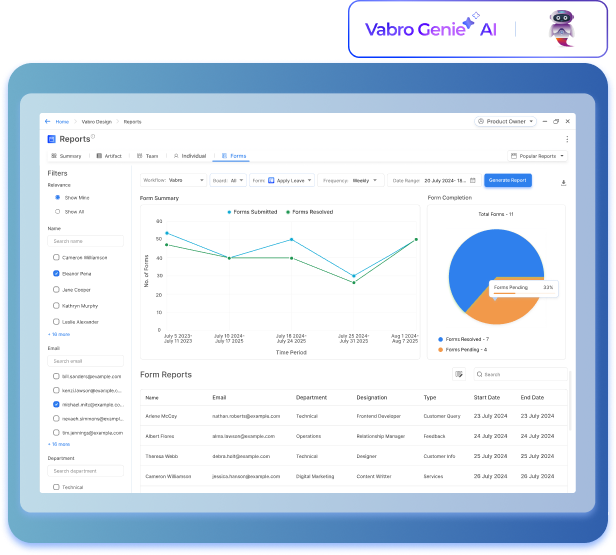 Vabro Genie AI
Home Vabro Design Reports
Product Owner
Reports
Summary Artifact Team Individual Forms
Popular Reports
Filters
Relevance
Show Mine
Show All
Name
Search name
Cameron Williamson
Eleanor Pena
Jane Cooper
Kathryn Murphy
Leslie Alexander
+ 16 more
Email
Search email
bill.sanders@example.com
kenzi.lawson@example.c...
michael.mitc@example.co...
nevaeh.simmons@exampl...
tim.jennings@example.com
+ 16 more
Department
Search department
Technical
Workflow: Vabro
Board: All
Form: Apply Leave
Frequency: Weekly
Date Range: 20 July 2024- 18...
Generate Report
Form Summary
Forms Submitted Forms Resolved
No. of Forms
60
50
40
30
20
10
0
July 5 2023-
July 11 2023
July 10 2024-
July 17 2025
July 18 2024-
July 24 2025
July 25 2024-
July 31 2025
Aug 1 2024-
Aug 7 2025
Time Period
Form Completion
Total Forms - 11
Forms Pending 33%
Forms Resolved - 7
Forms Pending - 4
Form Reports
Search
Name Email Department Designation Type Start Date End Date
Arlene McCoy nathan.roberts@example.com Technical Frontend Developer Customer Query 23 July 2024 23 July 2024
Albert Flores alma.lawson@example.com Operations Relationship Manager Feedback 24 July 2024 24 July 2024
Theresa Webb debra.holt@example.com Technical Designer Customer Info 25 July 2024 25 July 2024
Cameron Williamson jessica.hanson@example.com Digital Marketing Content Writter Services 26 July 2024 26 July 2024